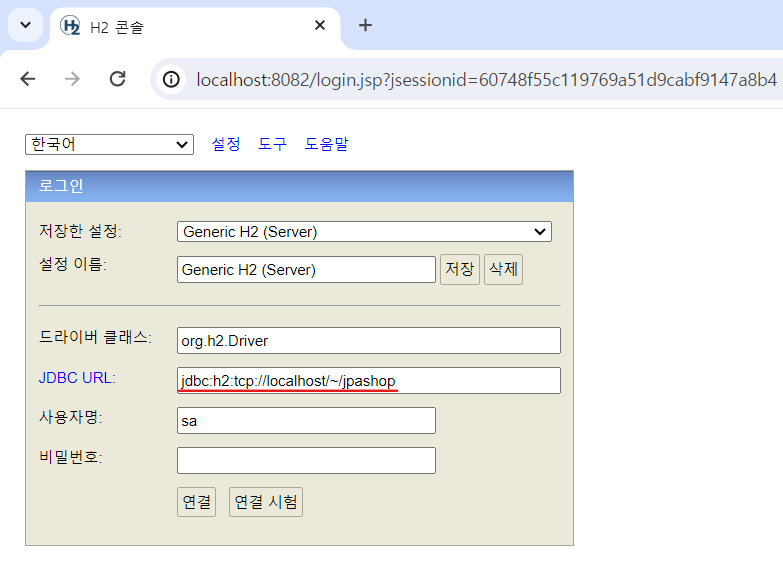 H2 콘솔
localhost:8082/login.jsp?jsessionid=60748f55c119769a51d9cabf9147a8b4
한국어 설정 도구 도움말
로그인
저장한 설정: Generic H2 (Server)
설정 이름: Generic H2 (Server) 저장 삭제
드라이버 클래스: org.h2.Driver
JDBC URL: jdbc:h2:tcp://localhost/~/jpashop
사용자명: sa
비밀번호:
연결 연결 시험